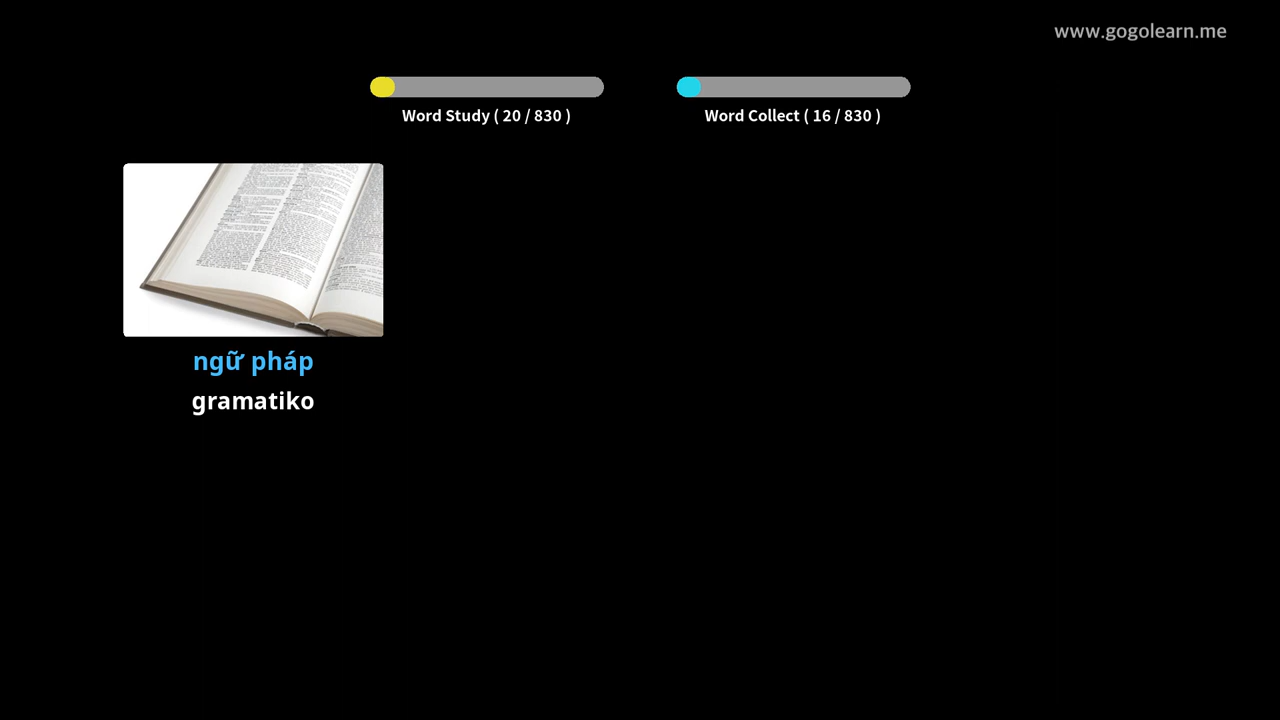 www.gogolearn.me
Word Study ( 20 / 830 )
Word Collect ( 16 / 830 )
ngữ pháp
gramatiko